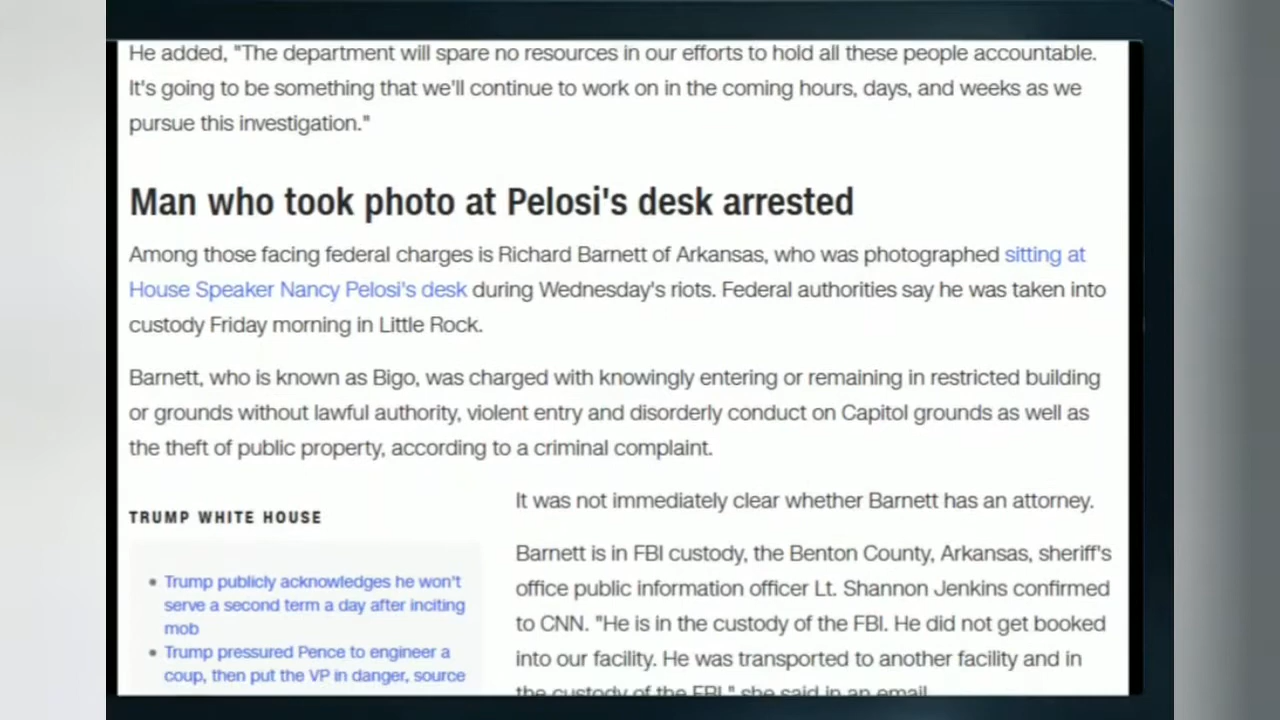 He added, "The department will spare no resources in our efforts to hold all these people accountable.
It's going to be something that we'll continue to work on in the coming hours, days, and weeks as we
pursue this investigation."
Man who took photo at Pelosi's desk arrested
Among those facing federal charges is Richard Barnett of Arkansas, who was photographed sitting at
House Speaker Nancy Pelosi's desk during Wednesday's riots. Federal authorities say he was taken into
custody Friday morning in Little Rock.
Barnett, who is known as Bigo, was charged with knowingly entering or remaining in restricted building
or grounds without lawful authority, violent entry and disorderly conduct on Capitol grounds as well as
the theft of public property, according to a criminal complaint.
TRUMP WHITE HOUSE
Trump publicly acknowledges he won't
serve a second term a day after inciting
mob
Trump pressured Pence to engineer a
coup, then put the VP in danger, source
It was not immediately clear whether Barnett has an attorney.
Barnett is in FBI custody, the Benton County, Arkansas, sheriff's
office public information officer Lt. Shannon Jenkins confirmed
to CNN. "He is in the custody of the FBI. He did not get booked
into our facility. He was transported to another facility and in
the custody of the FBI," she said in an email.